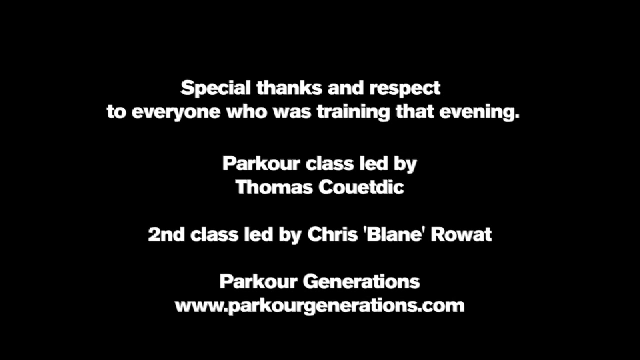 Special thanks and respect
to everyone who was training that evening.
Parkour class led by
Thomas Couetdic
2nd class led by Chris 'Blane' Rowat
Parkour Generations
www.parkourgenerations.com